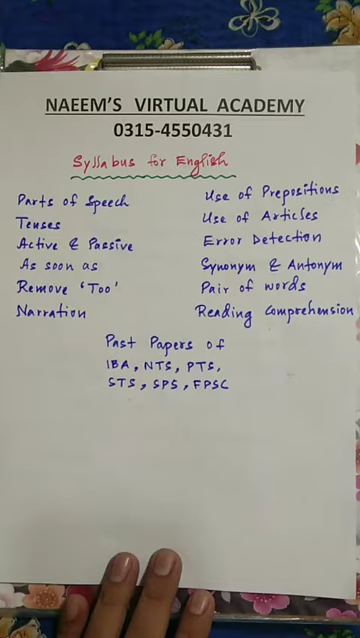 NAEEM'S VIRTUAL ACADEMY
0315-4550431
Syllabus for English
Parts of Speech
Tenses
Active & Passive
As soon as
Remove 'Too'
Narration
Use of Prepositions
Use of Articles
Error Detection
Synonym & Antonym
Pair of words
Reading Comprehension
Past Papers of
IBA, NTS, PTS,
STS, SPS, FPSC